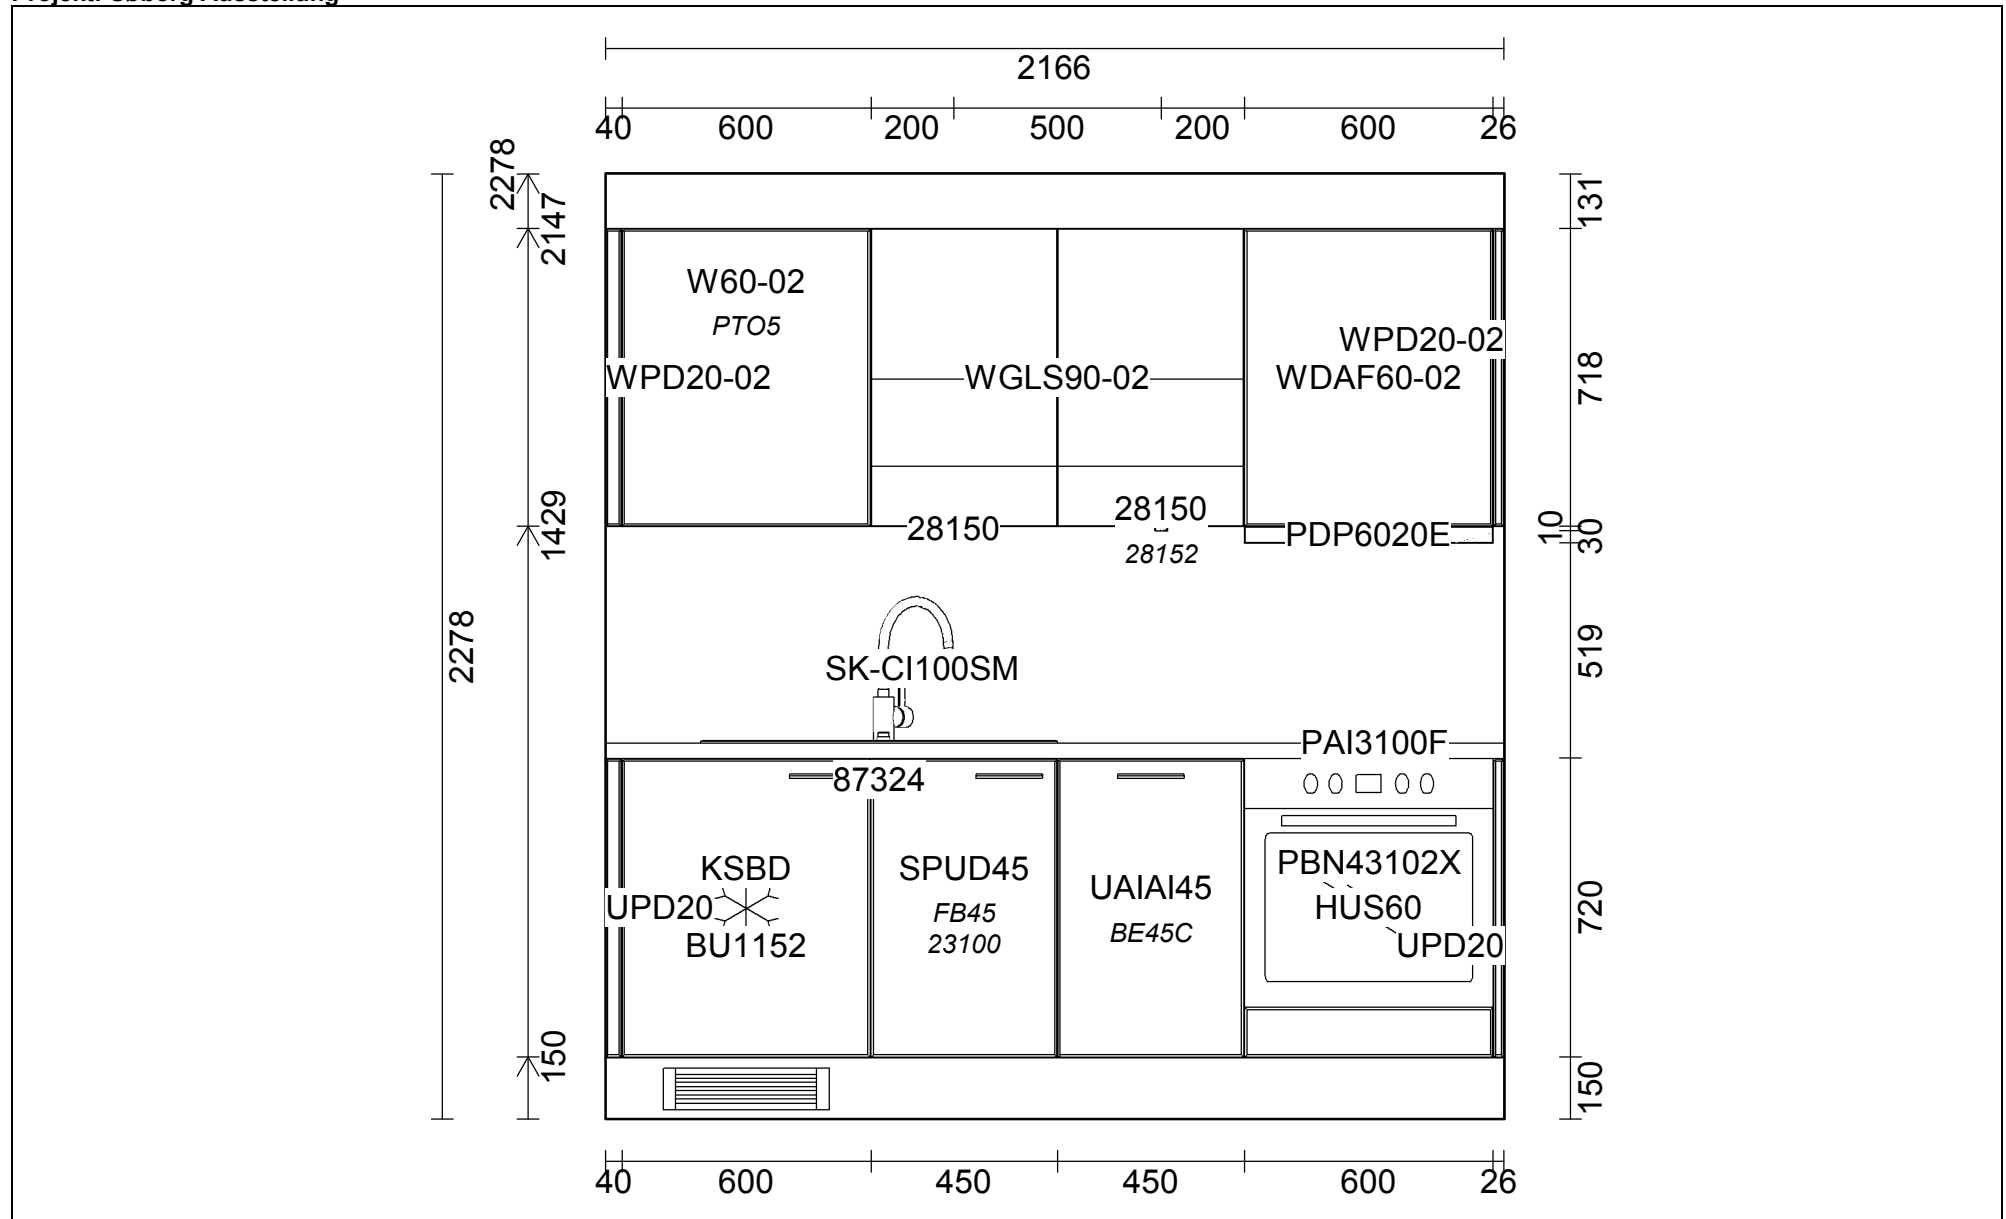 2166
40 600 200 500 200 600 26
2278
2147
131
W60-02
PTO5
WPD20-02
WPD20-02
WGLS90-02
WDAF60-02
718
1429
28150
28150
28152
PDP6020E
10
30
2278
SK-CI100SM
519
PAI3100F
87324
KSBD
UPD20
BU1152
SPUD45
FB45
23100
UAIAI45
BE45C
PBN43102X
HUS60
UPD20
720
150
150
40 600 450 450 600 26